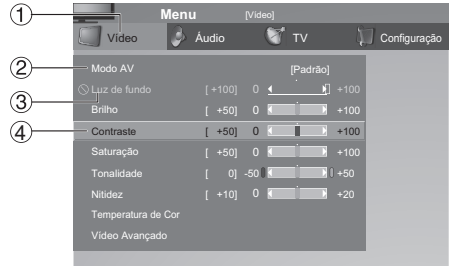 Menu [Vídeo]
1 Vídeo Áudio TV Configuração
2 Modo AV [Padrão]
Luz de fundo [ +100] 0 +100
3
Brilho [ +50] 0 +100
4 Contraste [ +50] 0 +100
Saturação [ +50] 0 +100
Tonalidade [ 0] -50 +50
Nitidez [ +10] 0 +20
Temperatura de Cor
Vídeo Avançado